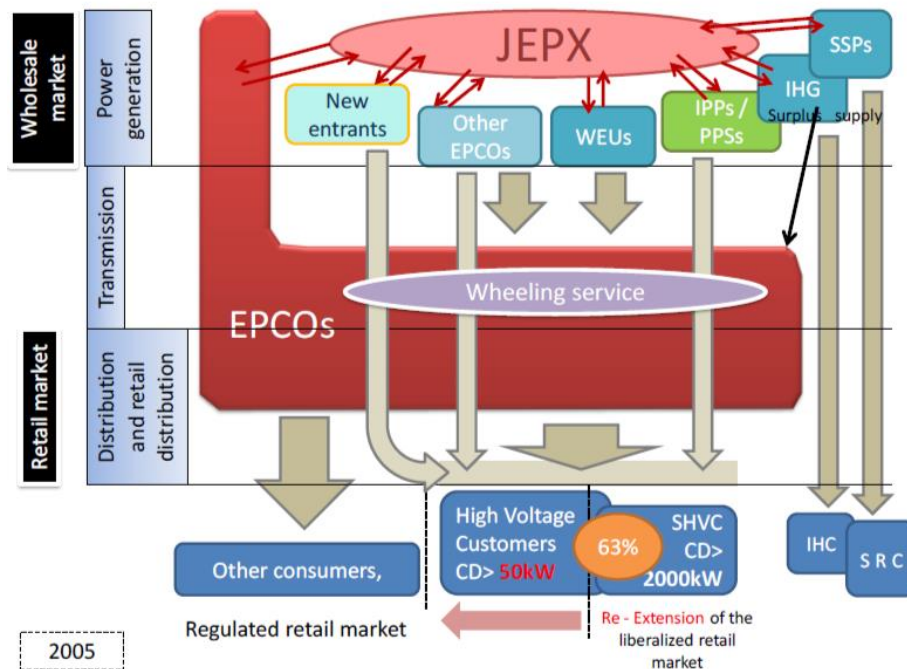 Wholesale
market
Power
generation
JEPX
SSPs
IHG
Surplus supply
New
entrants
Other
EPCOs
WEUs
IPPs /
PPSs
Transmission
Wheeling service
EPCOs
Retail market
Distribution
and retail
distribution
High Voltage
Customers
CD> 50kW
63%
SHVC
CD>
2000kW
IHC
S R C
Other consumers,
Regulated retail market
Re - Extension of the
liberalized retail
market
2005